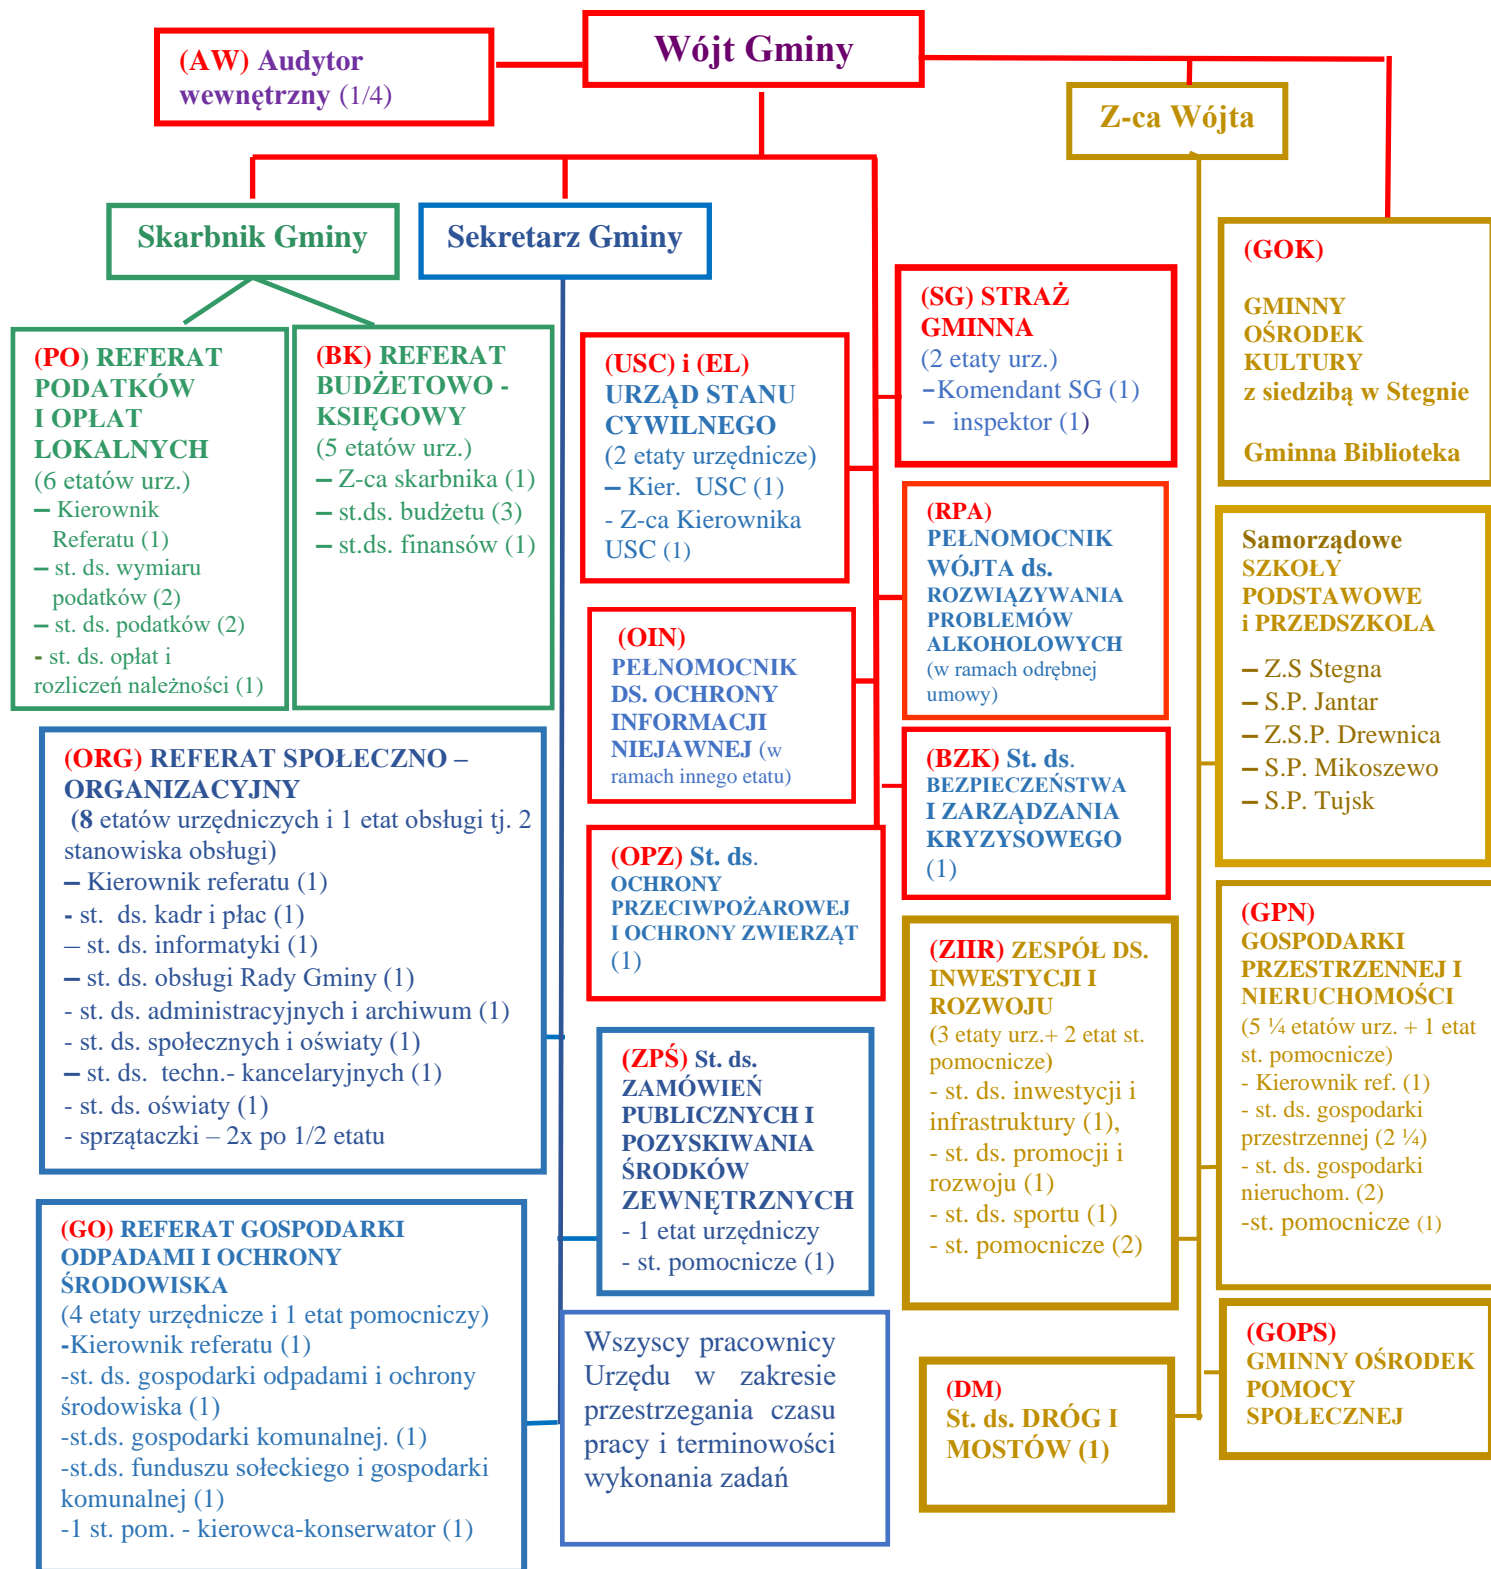 Wójt Gminy
(AW) Audytor
wewnętrzny (1/4)
Z-ca Wójta
Skarbnik Gminy
Sekretarz Gminy
(PO) REFERAT
PODATKÓW
I OPŁAT
LOKALNYCH
(6 etatów urz.)
– Kierownik
Referatu (1)
– st. ds. wymiaru
podatków (2)
– st. ds. podatków (2)
- st. ds. opłat i
rozliczeń należności (1)
(BK) REFERAT
BUDŻETOWO -
KSIĘGOWY
(5 etatów urz.)
– Z-ca skarbnika (1)
– st.ds. budżetu (3)
– st.ds. finansów (1)
(USC) i (EL)
URZĄD STANU
CYWILNEGO
(2 etaty urzędnicze)
– Kier. USC (1)
- Z-ca Kierownika
USC (1)
(SG) STRAŻ
GMINNA
(2 etaty urz.)
–Komendant SG (1)
– inspektor (1)
(GOK)
GMINNY
OŚRODEK
KULTURY
z siedzibą w Stegnie
Gminna Biblioteka
(RPA)
PEŁNOMOCNIK
WÓJTA ds.
ROZWIĄZYWANIA
PROBLEMÓW
ALKOHOLOWYCH
(w ramach odrębnej
umowy)
Samorządowe
SZKOŁY
PODSTAWOWE
i PRZEDSZKOLA
– Z.S Stegna
– S.P. Jantar
– Z.S.P. Drewnica
– S.P. Mikoszewo
– S.P. Tujsk
(OIN)
PEŁNOMOCNIK
DS. OCHRONY
INFORMACJI
NIEJAWNEJ (w
ramach innego etatu)
(ORG) REFERAT SPOŁECZNO –
ORGANIZACYJNY
(8 etatów urzędniczych i 1 etat obsługi tj. 2
stanowiska obsługi)
– Kierownik referatu (1)
- st. ds. kadr i płac (1)
– st. ds. informatyki (1)
– st. ds. obsługi Rady Gminy (1)
- st. ds. administracyjnych i archiwum (1)
- st. ds. społecznych i oświaty (1)
– st. ds. techn.- kancelaryjnych (1)
- st. ds. oświaty (1)
- sprzątaczki – 2x po 1/2 etatu
(BZK) St. ds.
BEZPIECZEŃSTWA
I ZARZĄDZANIA
KRYZYSOWEGO
(1)
(OPZ) St. ds.
OCHRONY
PRZECIWPOŻAROWEJ
I OCHRONY ZWIERZĄT
(1)
(ZIIR) ZESPÓŁ DS.
INWESTYCJI I
ROZWOJU
(3 etaty urz.+ 2 etat st.
pomocnicze)
- st. ds. inwestycji i
infrastruktury (1),
- st. ds. promocji i
rozwoju (1)
- st. ds. sportu (1)
- st. pomocnicze (2)
(GPN)
GOSPODARKI
PRZESTRZENNEJ I
NIERUCHOMOŚCI
(5 ¼ etatów urz. + 1 etat
st. pomocnicze)
- Kierownik ref. (1)
- st. ds. gospodarki
przestrzennej (2 ¼)
- st. ds. gospodarki
nieruchom. (2)
-st. pomocnicze (1)
(ZPŚ) St. ds.
ZAMÓWIEŃ
PUBLICZNYCH I
POZYSKIWANIA
ŚRODKÓW
ZEWNĘTRZNYCH
- 1 etat urzędniczy
- st. pomocnicze (1)
(GO) REFERAT GOSPODARKI
ODPADAMI I OCHRONY
ŚRODOWISKA
(4 etaty urzędnicze i 1 etat pomocniczy)
-Kierownik referatu (1)
-st. ds. gospodarki odpadami i ochrony
środowiska (1)
-st.ds. gospodarki komunalnej. (1)
-st.ds. funduszu sołeckiego i gospodarki
komunalnej (1)
-1 st. pom. - kierowca-konserwator (1)
Wszyscy pracownicy
Urzędu w zakresie
przestrzegania czasu
pracy i terminowości
wykonania zadań
(DM)
St. ds. DRÓG I
MOSTÓW (1)
(GOPS)
GMINNY OŚRODEK
POMOCY
SPOŁECZNEJ